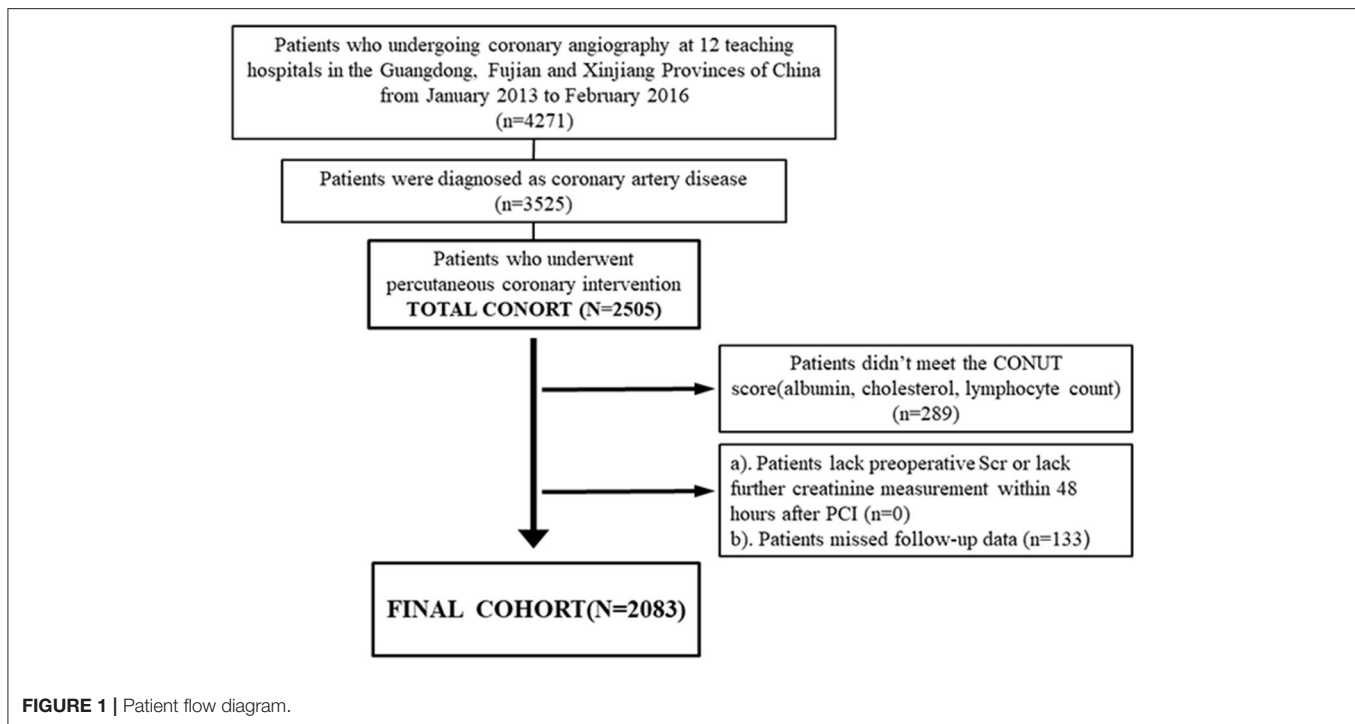 Patients who undergoing coronary angiography at 12 teaching
hospitals in the Guangdong, Fujian and Xinjiang Provinces of China
from January 2013 to February 2016
(n=4271)
Patients were diagnosed as coronary artery disease
(n=3525)
Patients who underwent
percutaneous coronary intervention
TOTAL CONORT (N=2505)
Patients didn't meet the CONUT
score(albumin, cholesterol, lymphocyte count)
(n=289)
a). Patients lack preoperative Scr or lack
further creatinine measurement within 48
hours after PCI (n=0)
b). Patients missed follow-up data (n=133)
FINAL COHORT(N=2083)
FIGURE 1 | Patient flow diagram.